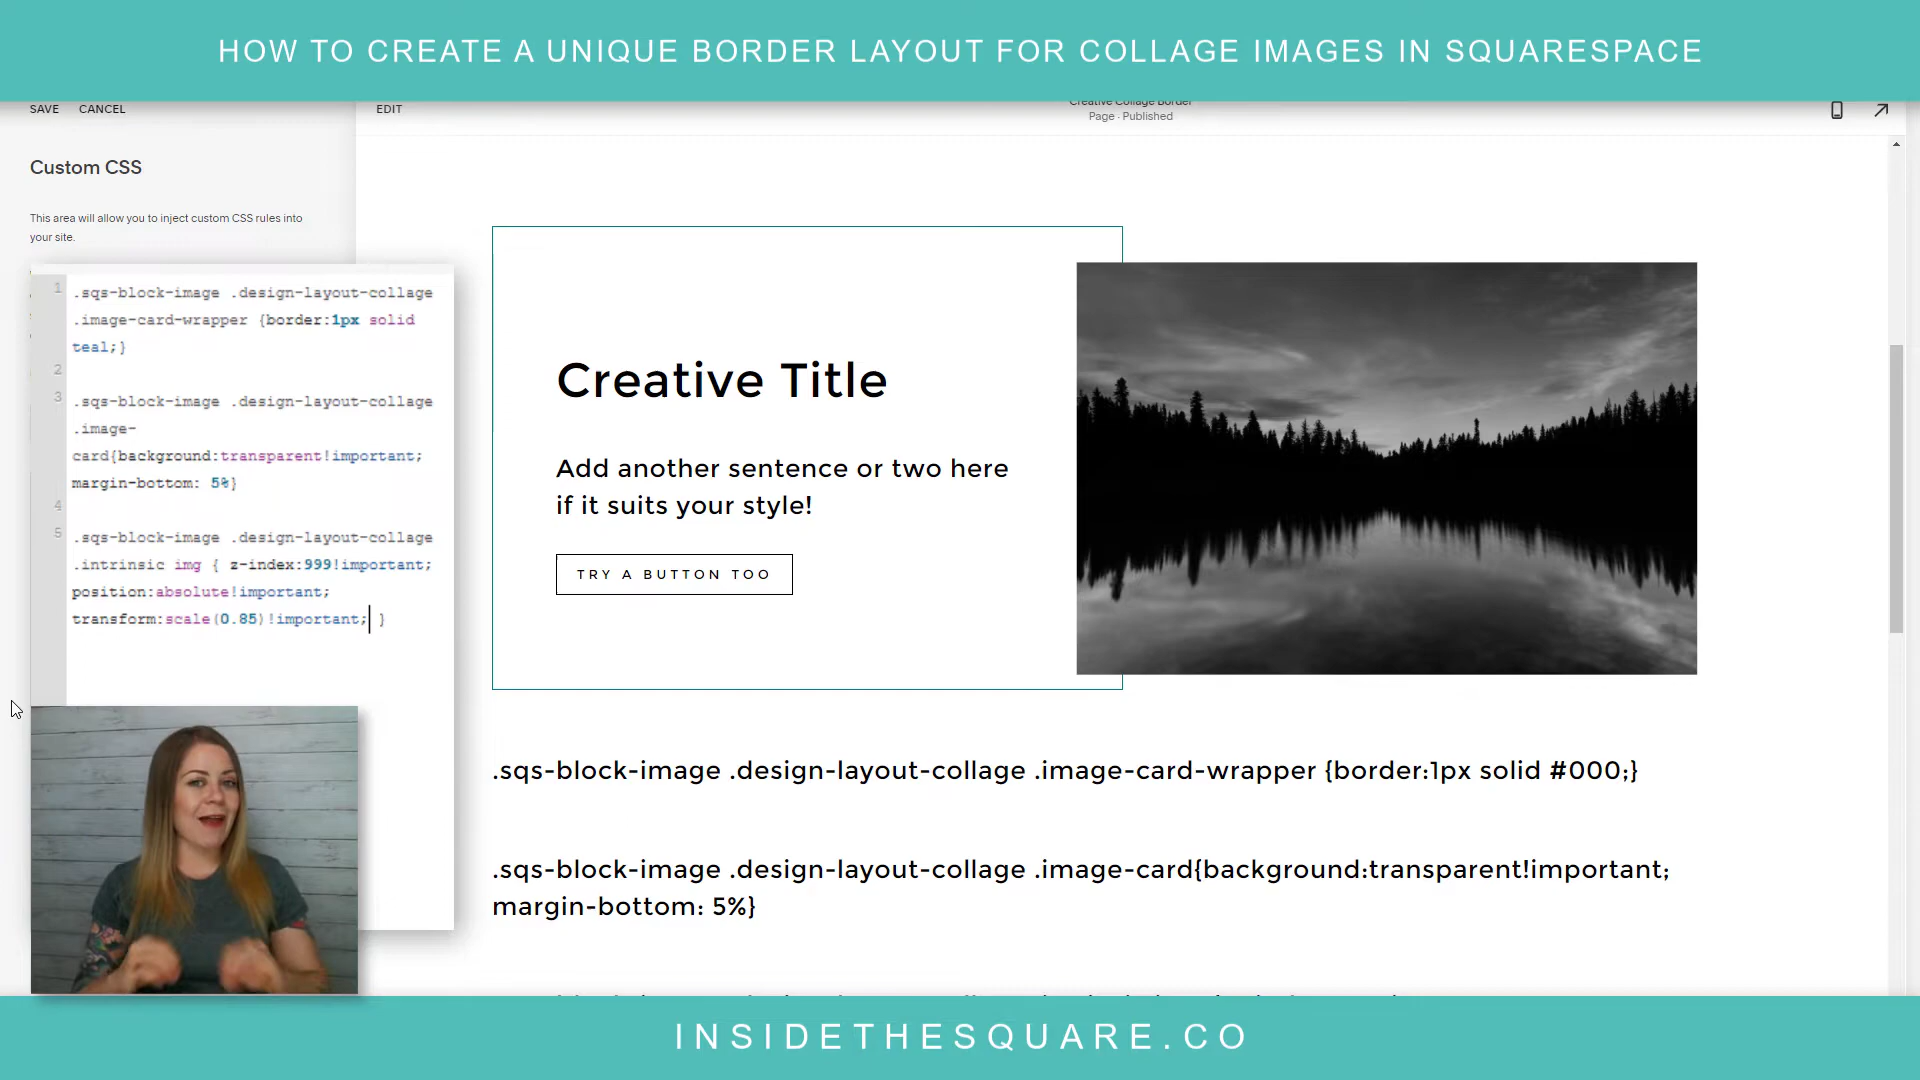 HOW TO CREATE A UNIQUE BORDER LAYOUT FOR COLLAGE IMAGES IN SQUARESPACE
SAVE CANCEL
EDIT
Creative Collage Border
Page · Published
Custom CSS
This area will allow you to inject custom CSS rules into
your site.
1 .sqs-block-image .design-layout-collage
.image-card-wrapper {border:1px solid
teal;}
2
3 .sqs-block-image .design-layout-collage
.image-
card{background:transparent!important;
margin-bottom: 5%}
4
5 .sqs-block-image .design-layout-collage
.intrinsic img { z-index:999!important;
position:absolute!important;
transform:scale(0.85)!important; }
Creative Title
Add another sentence or two here
if it suits your style!
TRY A BUTTON TOO
.sqs-block-image .design-layout-collage .image-card-wrapper {border:1px solid #000;}
.sqs-block-image .design-layout-collage .image-card{background:transparent!important;
margin-bottom: 5%}
INSIDETHESQUARE.CO